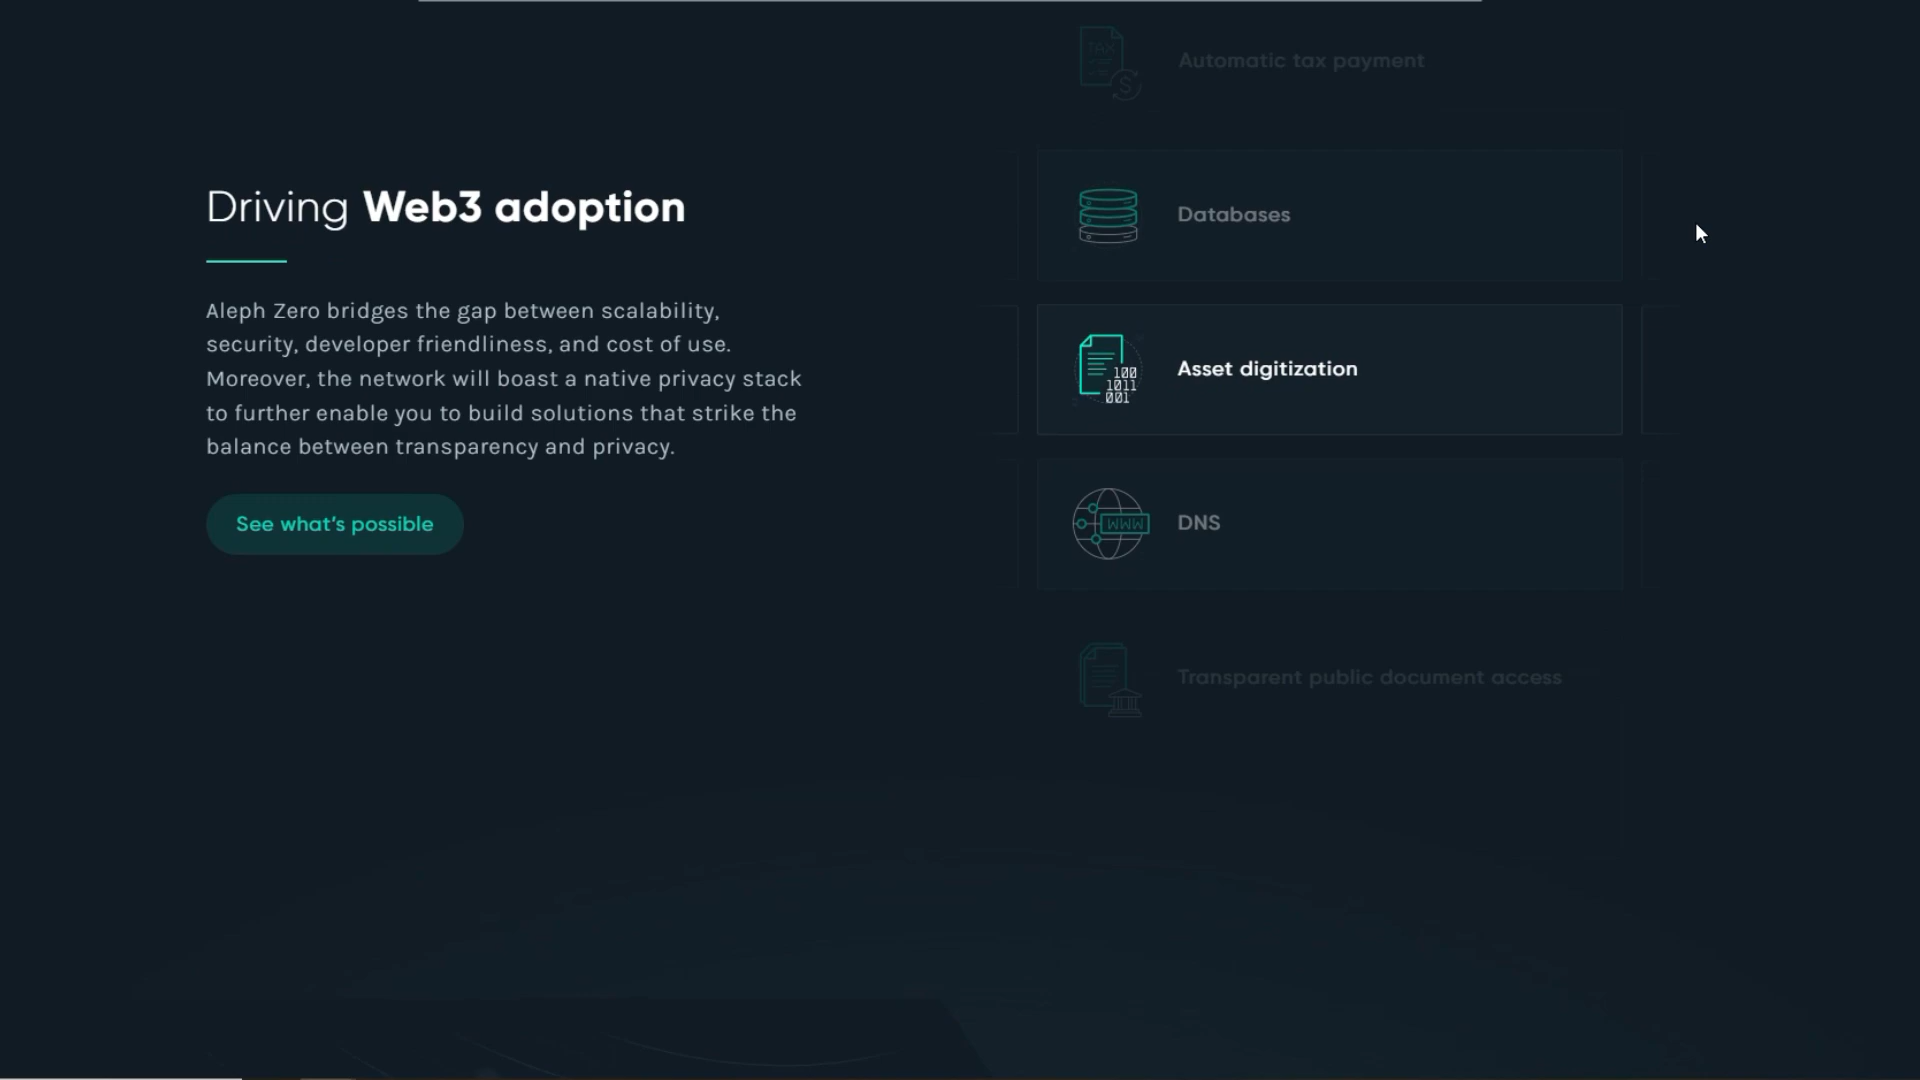 Driving Web3 adoption
Aleph Zero bridges the gap between scalability,
security, developer friendliness, and cost of use.
Moreover, the network will boast a native privacy stack
to further enable you to build solutions that strike the
balance between transparency and privacy.
See what's possible
TAX
$
Automatic tax payment
Databases
100
1011
001
Asset digitization
WWW
DNS
Transparent public document access